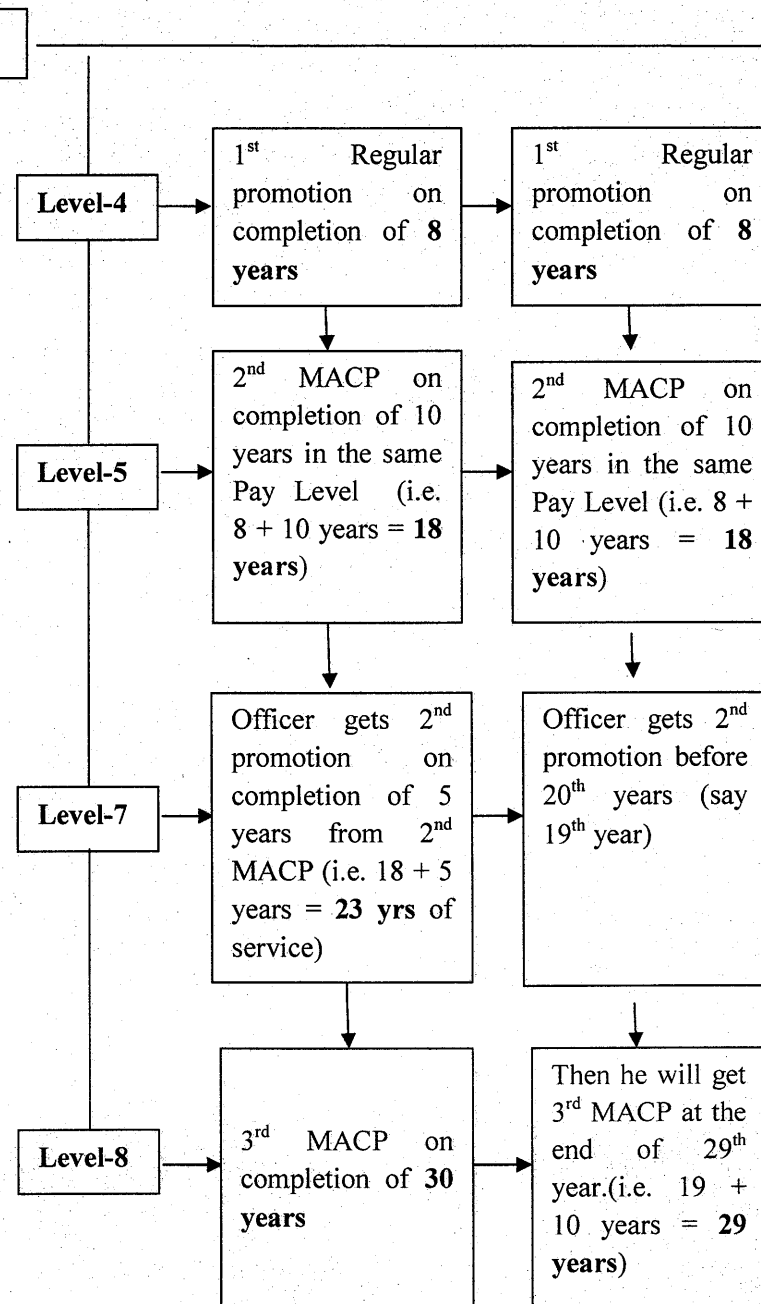 Level-4
1st Regular
promotion on
completion of 8
years
1st Regular
promotion on
completion of 8
years
Level-5
2nd MACP on
completion of 10
years in the same
Pay Level (i.e.
8 + 10 years = 18
years)
2nd MACP on
completion of 10
years in the same
Pay Level (i.e. 8 +
10 years = 18
years)
Level-7
Officer gets 2nd
promotion on
completion of 5
years from 2nd
MACP (i.e. 18 + 5
years = 23 yrs of
service)
Officer gets 2nd
promotion before
20th years (say
19th year)
Level-8
3rd MACP on
completion of 30
years
Then he will get
3rd MACP at the
end of 29th
year.(i.e. 19 +
10 years = 29
years)